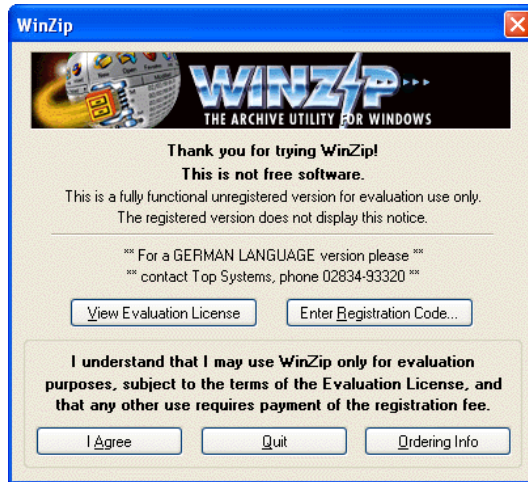 WinZip
WINZIP
THE ARCHIVE UTILITY FOR WINDOWS
Thank you for trying WinZip!
This is not free software.
This is a fully functional unregistered version for evaluation use only.
The registered version does not display this notice.
** For a GERMAN LANGUAGE version please **
** contact Top Systems, phone 02834-93320 **
View Evaluation License Enter Registration Code...
I understand that I may use WinZip only for evaluation
purposes, subject to the terms of the Evaluation License, and
that any other use requires payment of the registration fee.
I Agree Quit Ordering Info